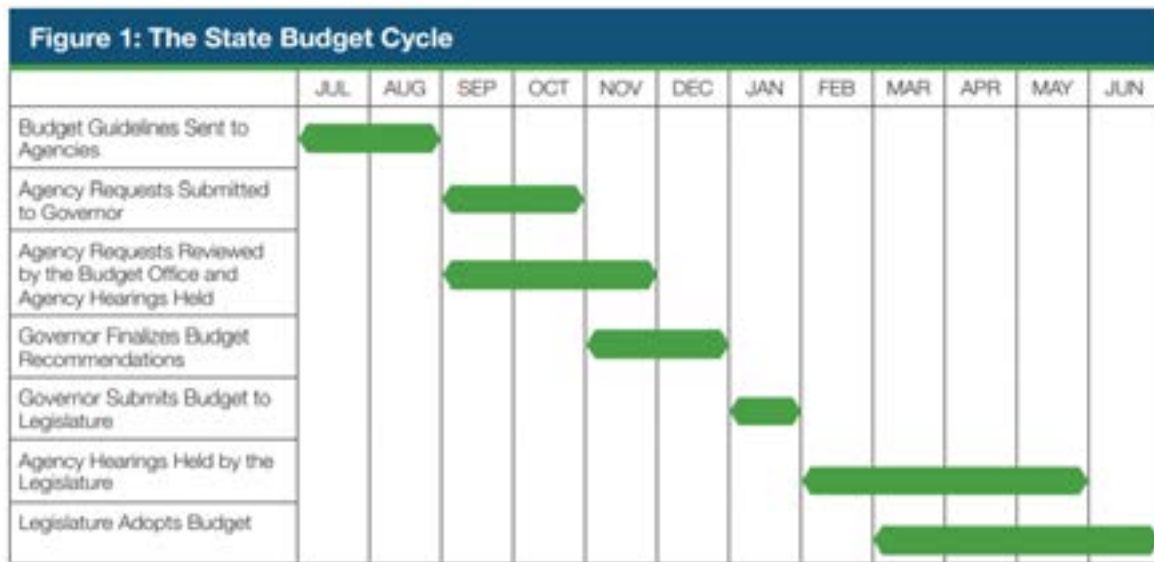 Figure 1: The State Budget Cycle
JUL AUG SEP OCT NOV DEC JAN FEB MAR APR MAY JUN
Budget Guidelines Sent to
Agencies
Agency Requests Submitted
to Governor
Agency Requests Reviewed
by the Budget Office and
Agency Hearings Held
Governor Finalizes Budget
Recommendations
Governor Submits Budget to
Legislature
Agency Hearings Held by the
Legislature
Legislature Adopts Budget